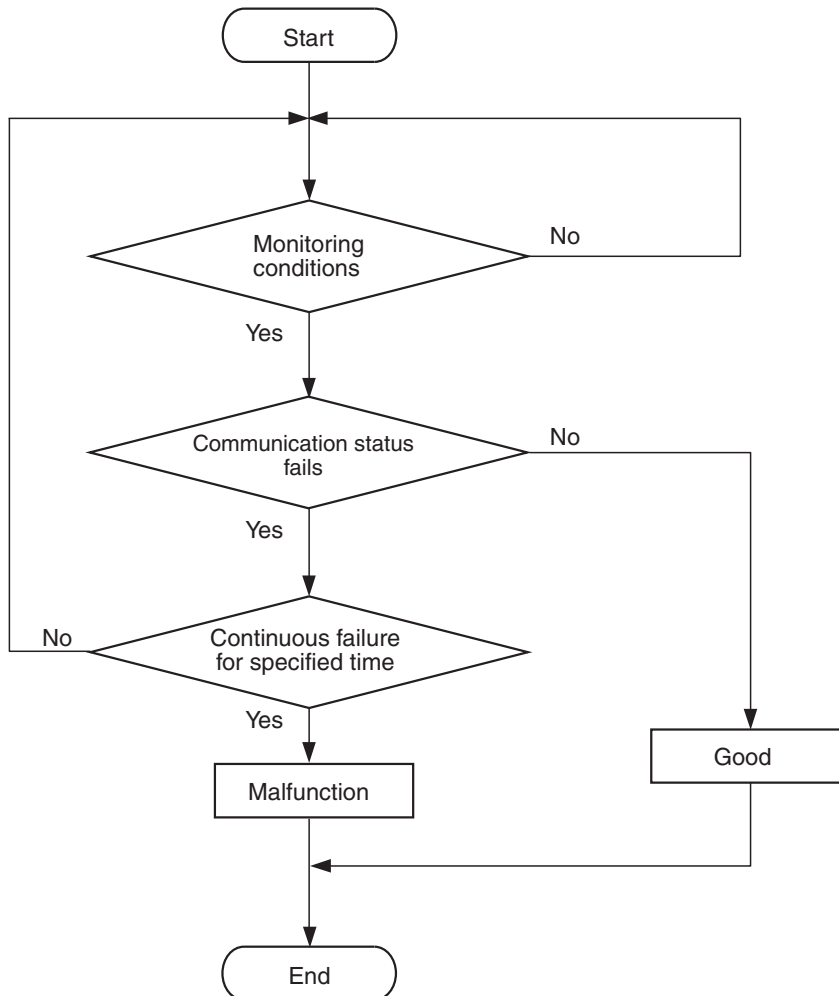 Start
Monitoring
conditions
No
Yes
Communication status
fails
No
Yes
Continuous failure
for specified time
No
Yes
Malfunction
Good
End